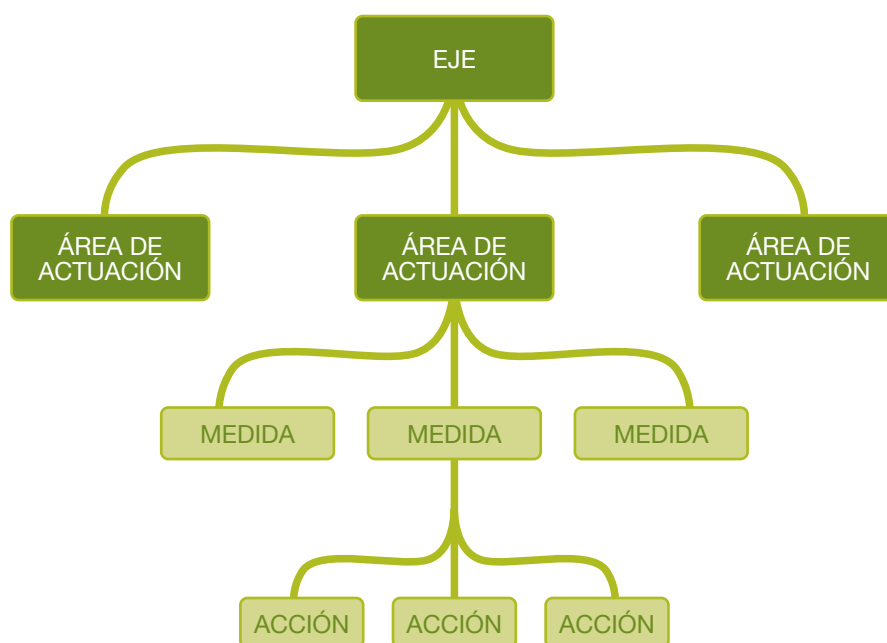 EJE
ÁREA DE
ACTUACIÓN
ÁREA DE
ACTUACIÓN
ÁREA DE
ACTUACIÓN
MEDIDA
MEDIDA
MEDIDA
ACCIÓN
ACCIÓN
ACCIÓN